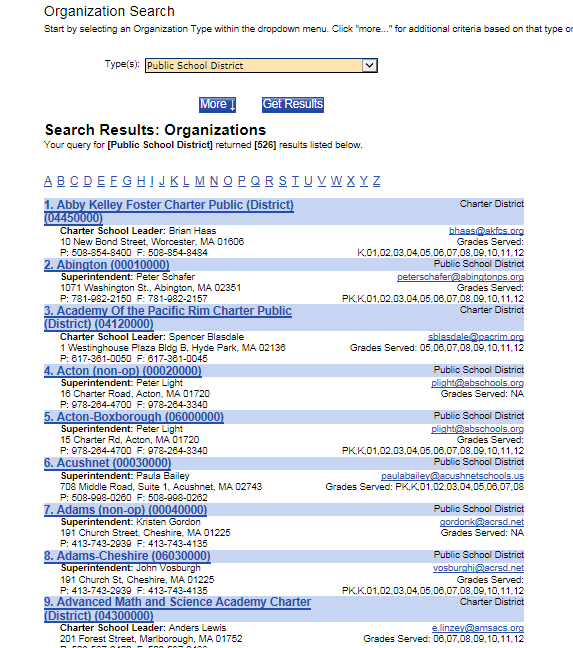 Organization Search
Start by selecting an Organization Type within the dropdown menu. Click "more..." for additional criteria based on that type or
Type(s): Public School District
More ↓ Get Results
Search Results: Organizations
Your query for [Public School District] returned [526] results listed below.
A B C D E F G H I J K L M N O P Q R S T U V W X Y Z
1. Abby Kelley Foster Charter Public (District) Charter District
(04450000)
Charter School Leader: Brian Haas bhaas@akfcs.org
10 New Bond Street, Worcester, MA 01606 Grades Served:
P: 508-854-8400 F: 508-854-8484 K,01,02,03,04,05,06,07,08,09,10,11,12
2. Abington (00010000) Public School District
Superintendent: Peter Schafer peterschafer@abingtonps.org
1071 Washington St., Abington, MA 02351 Grades Served:
P: 781-982-2150 F: 781-982-2157 PK,K,01,02,03,04,05,06,07,08,09,10,11,12
3. Academy Of the Pacific Rim Charter Public Charter District
(District) (04120000)
Charter School Leader: Spencer Blasdale sblasdale@pacrim.org
1 Westinghouse Plaza Bldg B, Hyde Park, MA 02136 Grades Served: 05,06,07,08,09,10,11,12
P: 617-361-0050 F: 617-361-0045
4. Acton (non-op) (00020000) Public School District
Superintendent: Peter Light plight@abschools.org
16 Charter Road, Acton, MA 01720 Grades Served: NA
P: 978-264-4700 F: 978-264-3340
5. Acton-Boxborough (06000000) Public School District
Superintendent: Peter Light plight@abschools.org
15 Charter Rd, Acton, MA 01720 Grades Served:
P: 978-264-4700 F: 978-264-3340 PK,K,01,02,03,04,05,06,07,08,09,10,11,12
6. Acushnet (00030000) Public School District
Superintendent: Paula Bailey paulabailey@acushnetschools.us
708 Middle Road, Suite 1, Acushnet, MA 02743 Grades Served: PK,K,01,02,03,04,05,06,07,08
P: 508-998-0260 F: 508-998-0262
7. Adams (non-op) (00040000) Public School District
Superintendent: Kristen Gordon gordonk@acrsd.net
191 Church Street, Cheshire, MA 01225 Grades Served: NA
P: 413-743-2939 F: 413-743-4135
8. Adams-Cheshire (06030000) Public School District
Superintendent: John Vosburgh vosburghj@acrsd.net
191 Church St, Cheshire, MA 01225 Grades Served:
P: 413-743-2939 F: 413-743-4135 PK,K,01,02,03,04,05,06,07,08,09,10,11,12
9. Advanced Math and Science Academy Charter Charter District
(District) (04300000)
Charter School Leader: Anders Lewis e.linzey@amsacs.org
201 Forest Street, Marlborough, MA 01752 Grades Served: 06,07,08,09,10,11,12